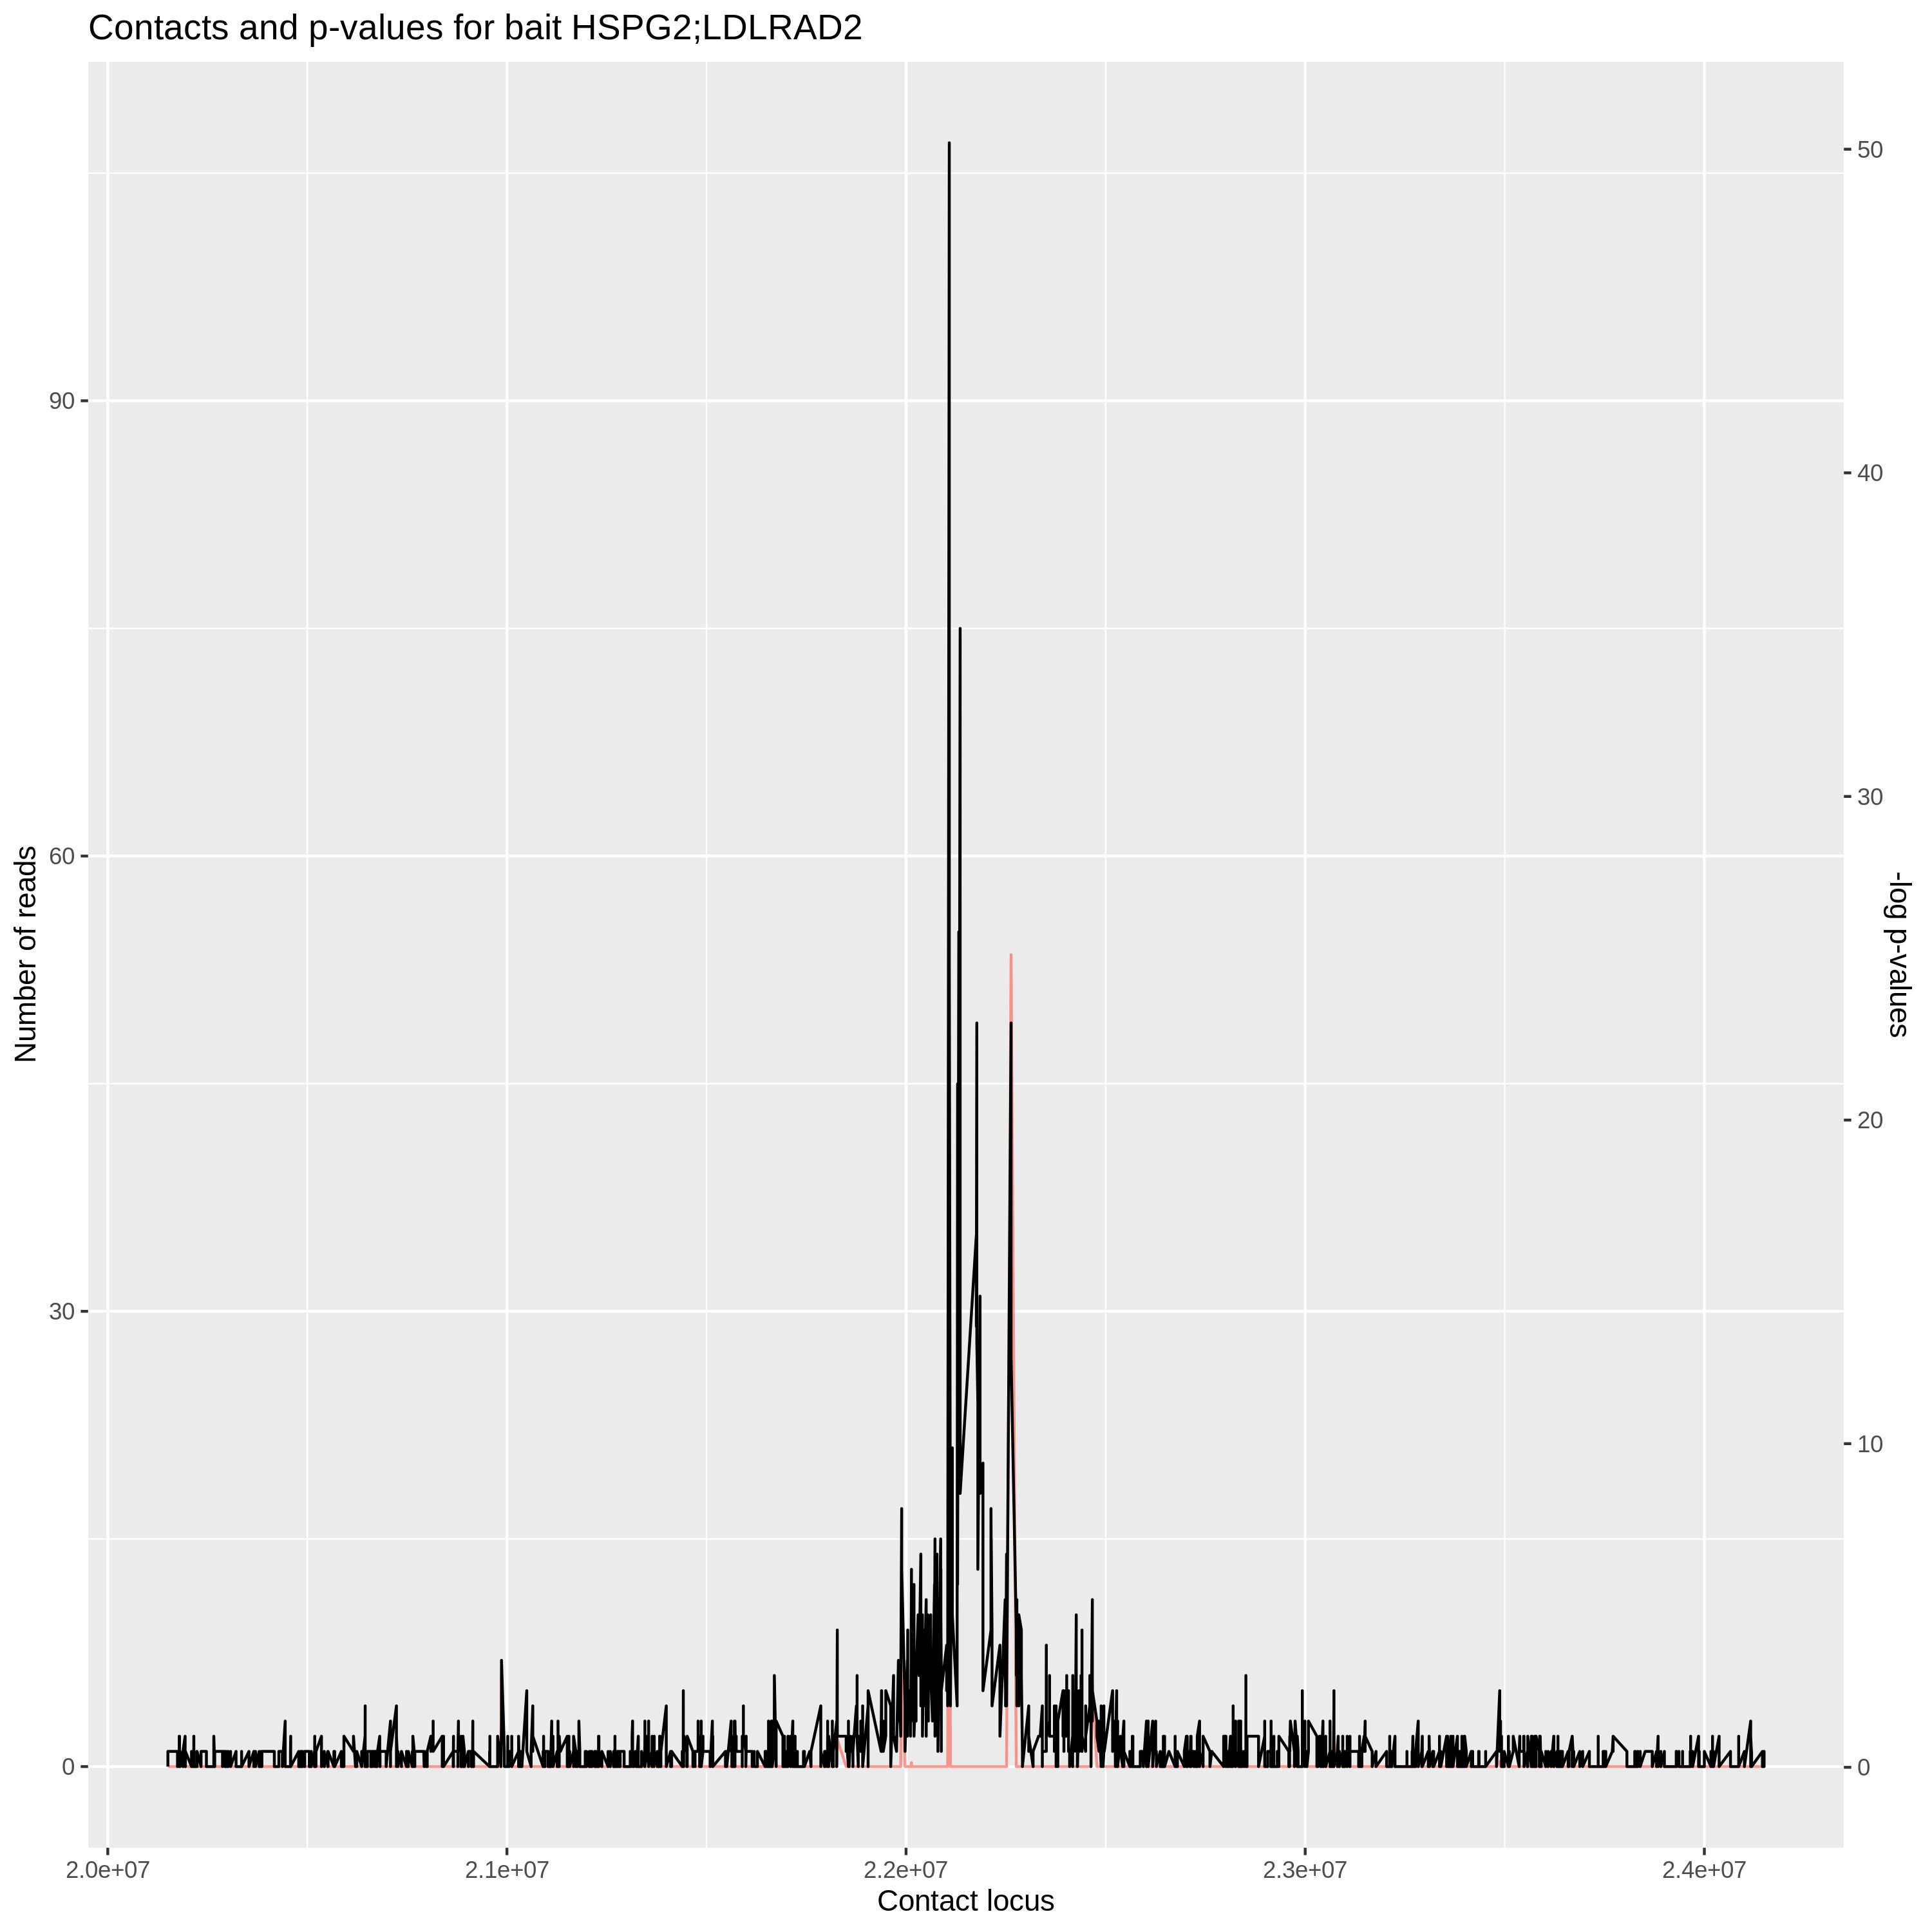 Contacts and p-values for bait HSPG2;LDLRAD2
50
90
40
60
30
30
20
10
0
0
Number of reads
-log p-values
2.0e+07
2.1e+07
2.2e+07
2.3e+07
2.4e+07
Contact locus